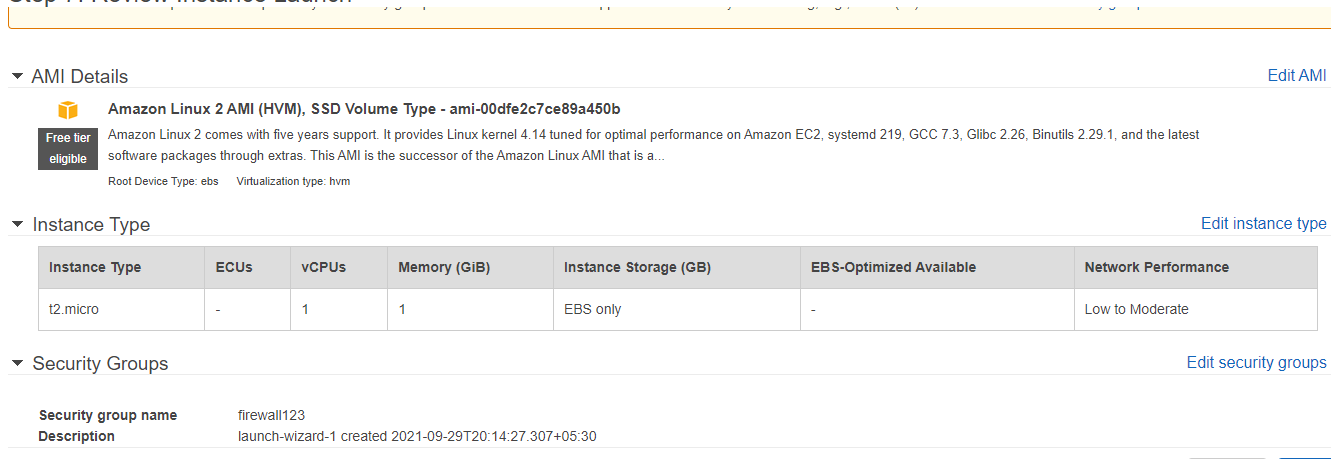 AMI Details
Edit AMI
Free tier eligible
Amazon Linux 2 AMI (HVM), SSD Volume Type - ami-00dfe2c7ce89a450b
Amazon Linux 2 comes with five years support. It provides Linux kernel 4.14 tuned for optimal performance on Amazon EC2, systemd 219, GCC 7.3, Glibc 2.26, Binutils 2.29.1, and the latest
software packages through extras. This AMI is the successor of the Amazon Linux AMI that is a...
Root Device Type: ebs Virtualization type: hvm
Instance Type
Edit instance type
Instance Type ECUs vCPUs Memory (GiB) Instance Storage (GB) EBS-Optimized Available Network Performance
t2.micro - 1 1 EBS only - Low to Moderate
Security Groups
Edit security groups
Security group name firewall123
Description launch-wizard-1 created 2021-09-29T20:14:27.307+05:30